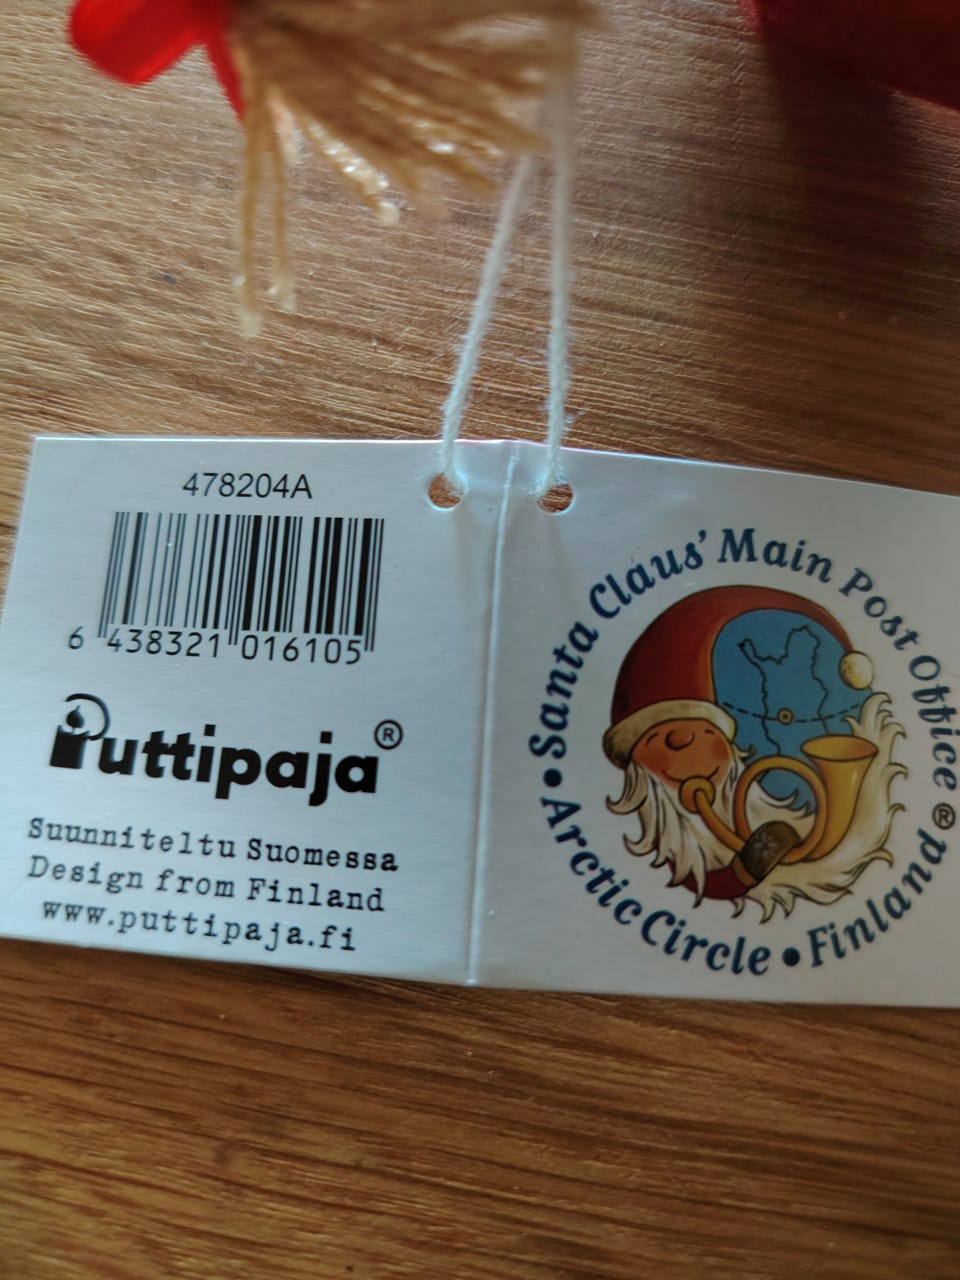 478204A
6 438321 016105
Puttipaja®
Suunniteltu Suomessa
Design from Finland
www.puttipaja.fi
• Santa Claus' Main Post Office ®
Arctic Circle • Finland